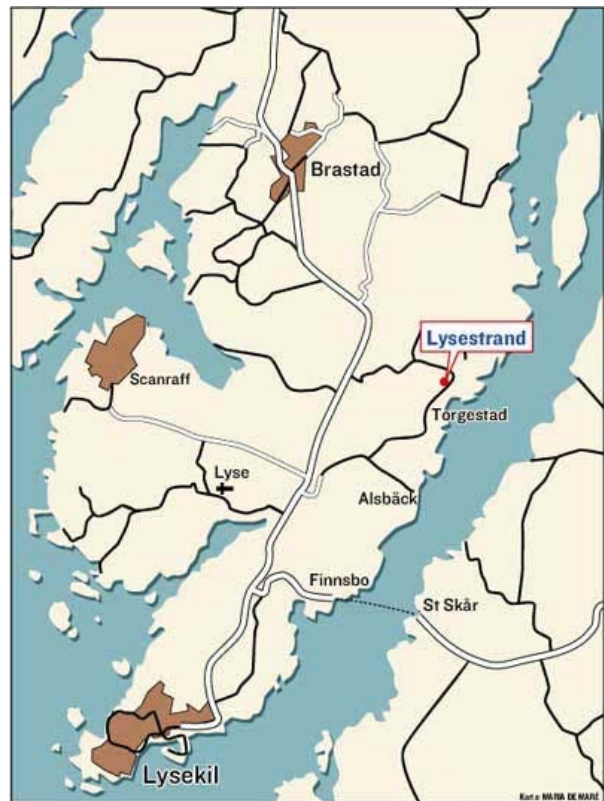 Brastad
Lysestrand
Scanraff
Torgestad
Lyse
Alsbäck
Finnsbo
St Skår
Lysekil
Karta: MARIA DE MARÉ